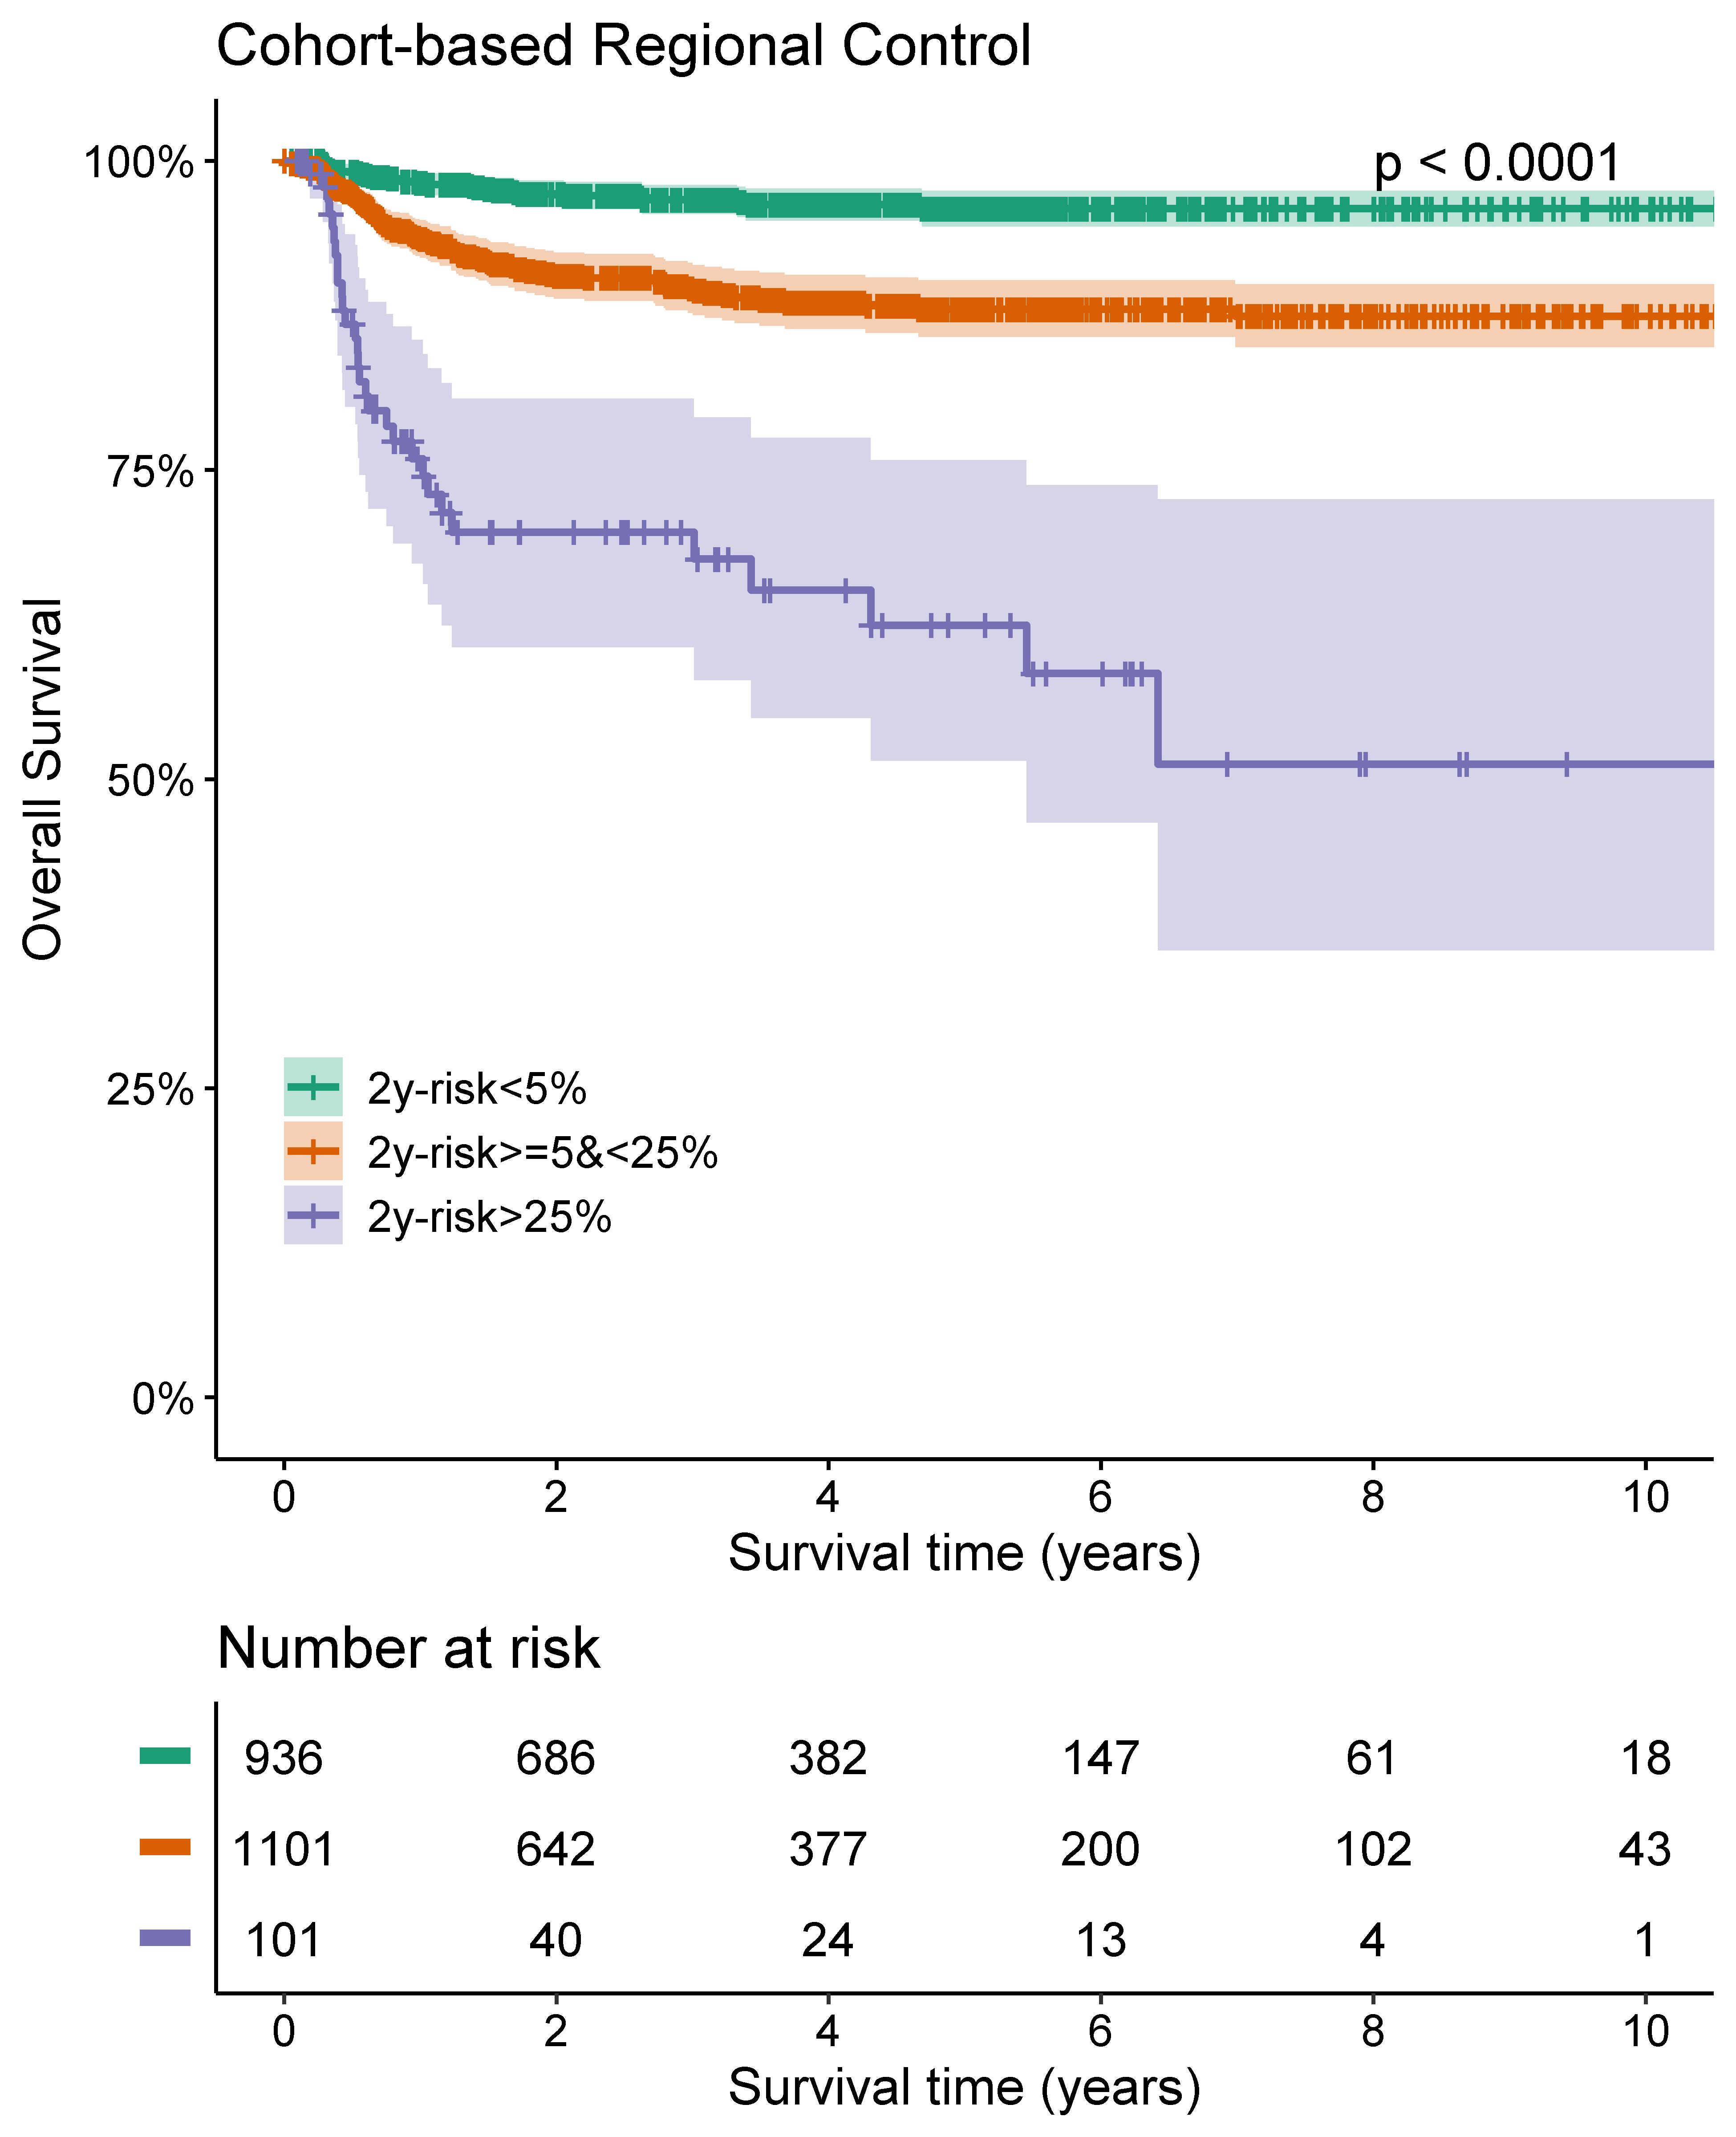 Cohort-based Regional Control
p < 0.0001
Overall Survival
100%
75%
50%
25%
0%
2y-risk<5%
2y-risk>=5&<25%
2y-risk>25%
0 2 4 6 8 10
Survival time (years)
Number at risk
936 686 382 147 61 18
1101 642 377 200 102 43
101 40 24 13 4 1
0 2 4 6 8 10
Survival time (years)